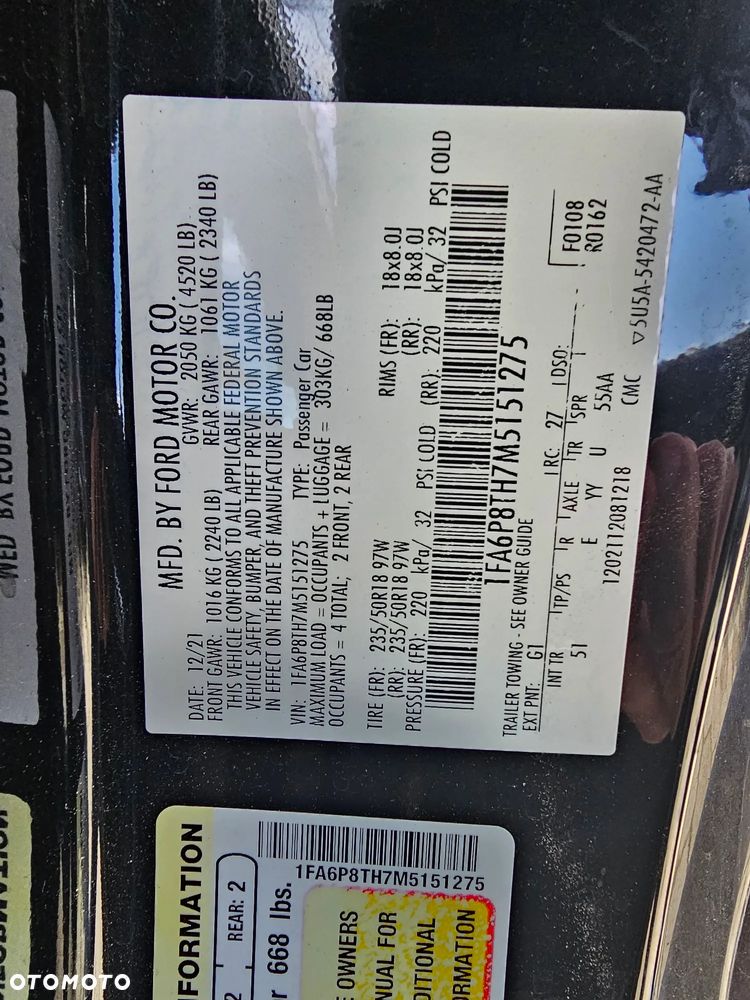 MFD. BY FORD MOTOR CO.
DATE: 12/21 GVWR: 2050 KG ( 4520 LB)
FRONT GAWR: 1016 KG ( 2240 LB) REAR GAWR: 1061 KG ( 2340 LB)
THIS VEHICLE CONFORMS TO ALL APPLICABLE FEDERAL MOTOR
VEHICLE SAFETY, BUMPER, AND THEFT PREVENTION STANDARDS
IN EFFECT ON THE DATE OF MANUFACTURE SHOWN ABOVE.
VIN: 1FA6P8TH7M5151275 TYPE: Passenger Car
MAXIMUM LOAD = OCCUPANTS + LUGGAGE = 303KG/ 668LB
OCCUPANTS = 4 TOTAL; 2 FRONT, 2 REAR
TIRE (FR): 235/50R18 97W RIMS (FR): 18x8.0J
(RR): 235/50R18 97W (RR): 18x8.0J
PRESSURE (FR): 220 kPa/ 32 PSI COLD (RR): 220 kPa/ 32 PSI COLD
1FA6P8TH7M5151275
TRAILER TOWING - SEE OWNER GUIDE
EXT PNT: G1 RC: 27 DSO: F0108
R0162
INT TR TP/PS R AXLE TR SPR
51 E YY U 55AA
1202112081218 CMC
5U5A-5420472-AA
FORMATION
2 REAR: 2
r 668 lbs.
1FA6P8TH7M5151275
E OWNERS
NUAL FOR
DITIONAL
ORMATION
OTOMOTO